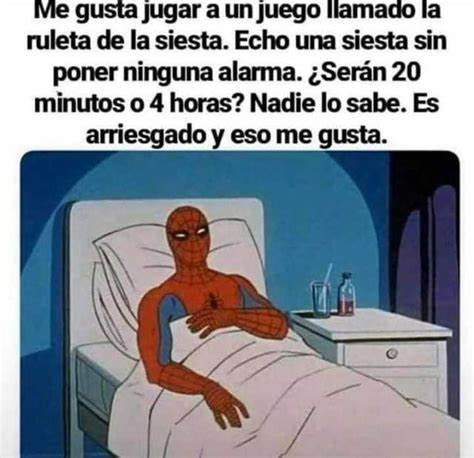 Me gusta jugar a un juego llamado la
ruleta de la siesta. Echo una siesta sin
poner ninguna alarma. ¿Serán 20
minutos o 4 horas? Nadie lo sabe. Es
arriesgado y eso me gusta.